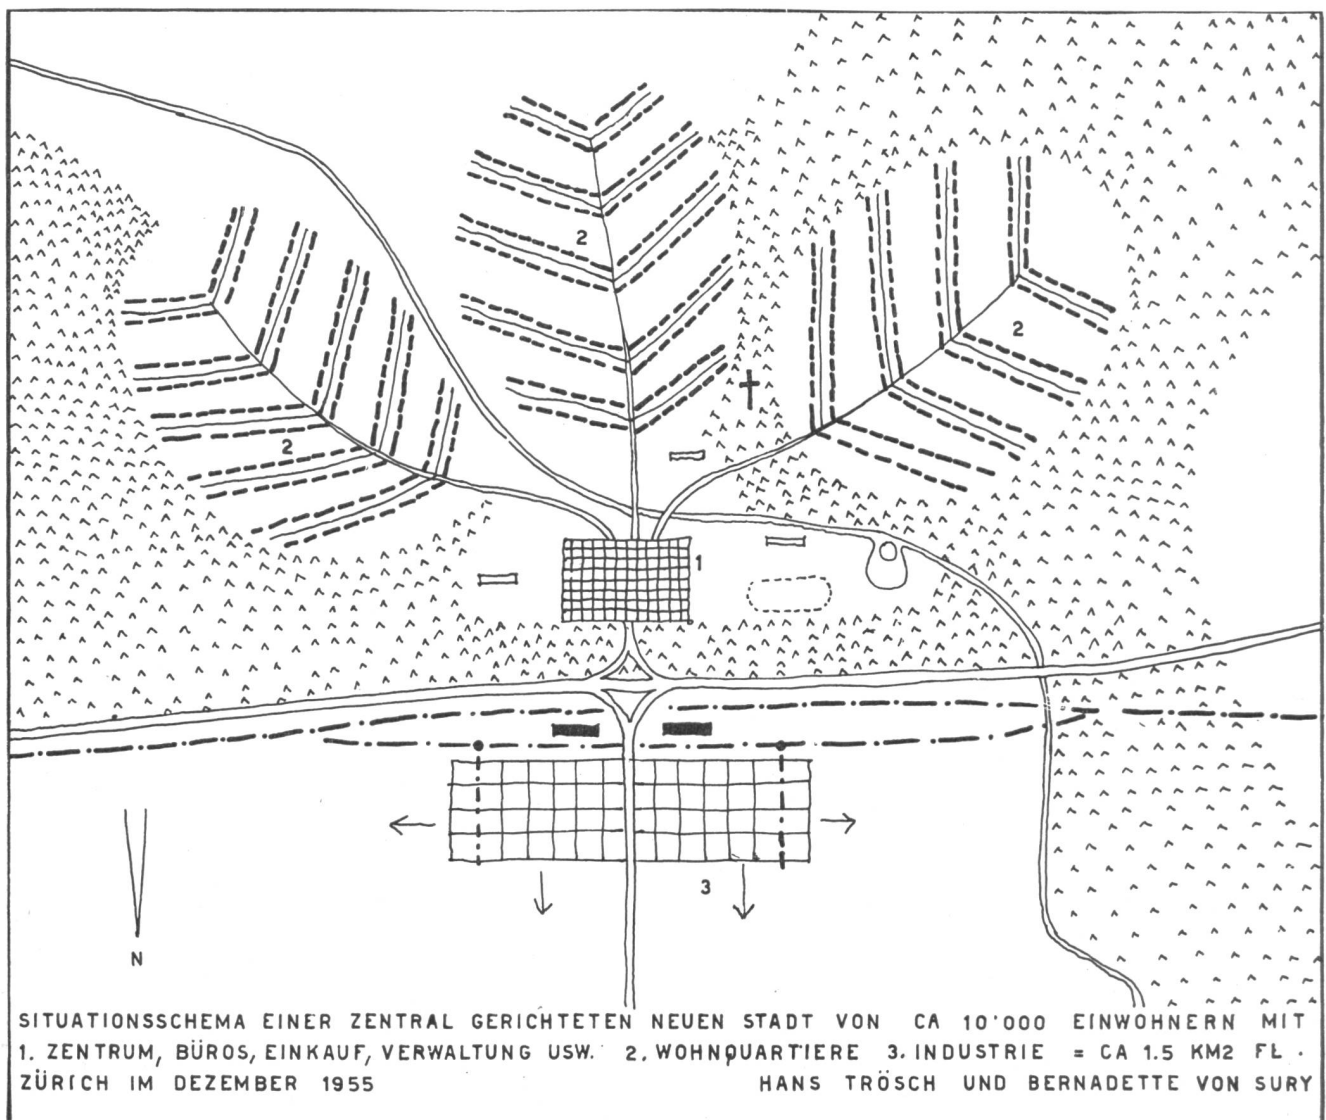 2
2
2
1
3
N
SITUATIONSSCHEMA EINER ZENTRAL GERICHTETEN NEUEN STADT VON CA 10'000 EINWOHNERN MIT
1. ZENTRUM, BÜROS, EINKAUF, VERWALTUNG USW. 2. WOHNQUARTIERE 3. INDUSTRIE = CA 1.5 KM2 FL.
ZÜRICH IM DEZEMBER 1955 HANS TRÖSCH UND BERNADETTE VON SURY